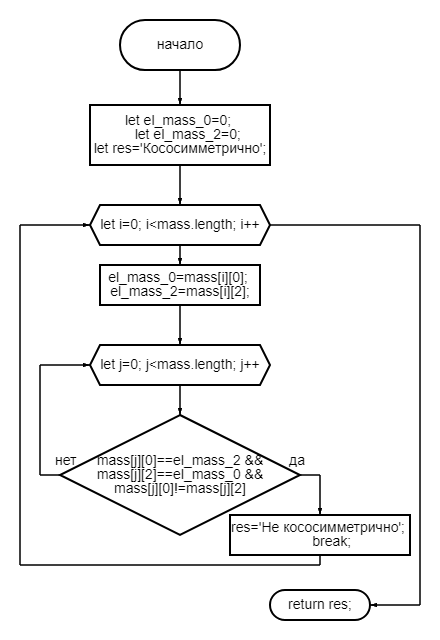 начало
let el_mass_0=0;
let el_mass_2=0;
let res='Кососимметрично';
let i=0; i<mass.length; i++
el_mass_0=mass[i][0];
el_mass_2=mass[i][2];
let j=0; j<mass.length; j++
нет
да
mass[j][0]==el_mass_2 &&
mass[j][2]==el_mass_0 &&
mass[j][0]!=mass[j][2]
res='Не кососимметрично';
break;
return res;